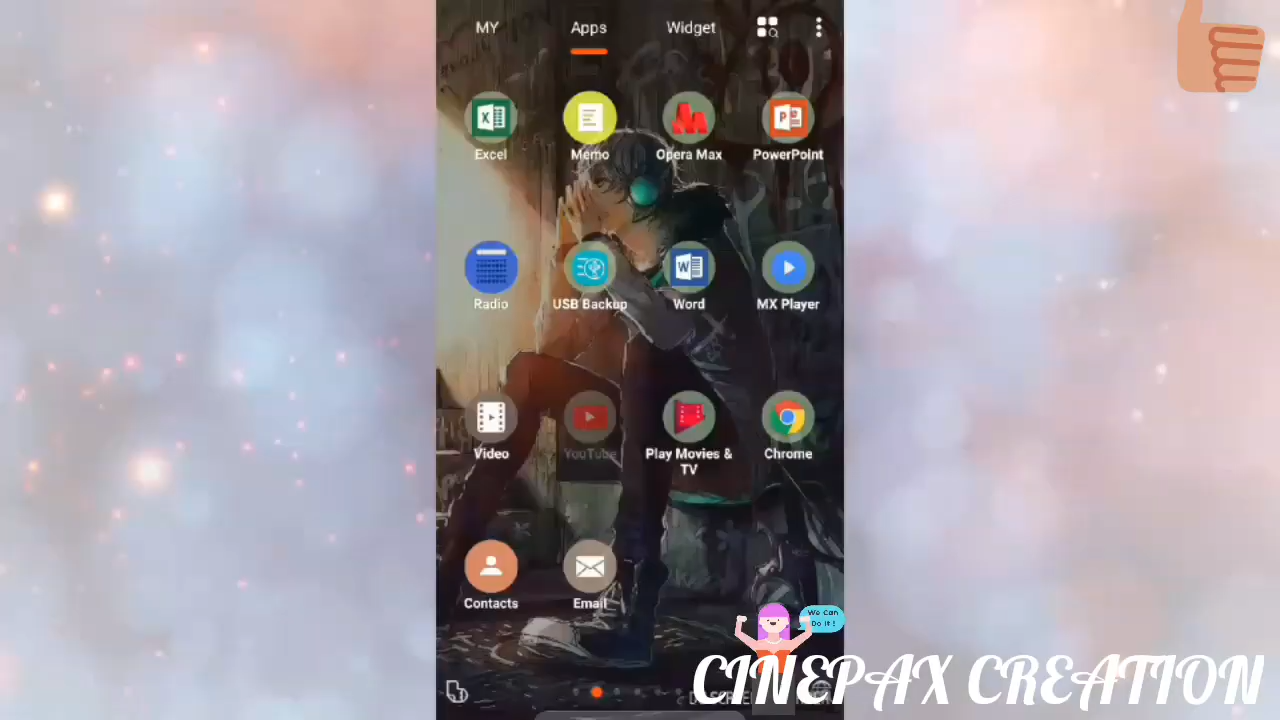 MY Apps Widget
Excel Memo Opera Max PowerPoint
Radio USB Backup Word MX Player
Video YouTube Play Movies & Chrome
TV
Contacts Email
We Can
Do It !
CINEPAX CREATION